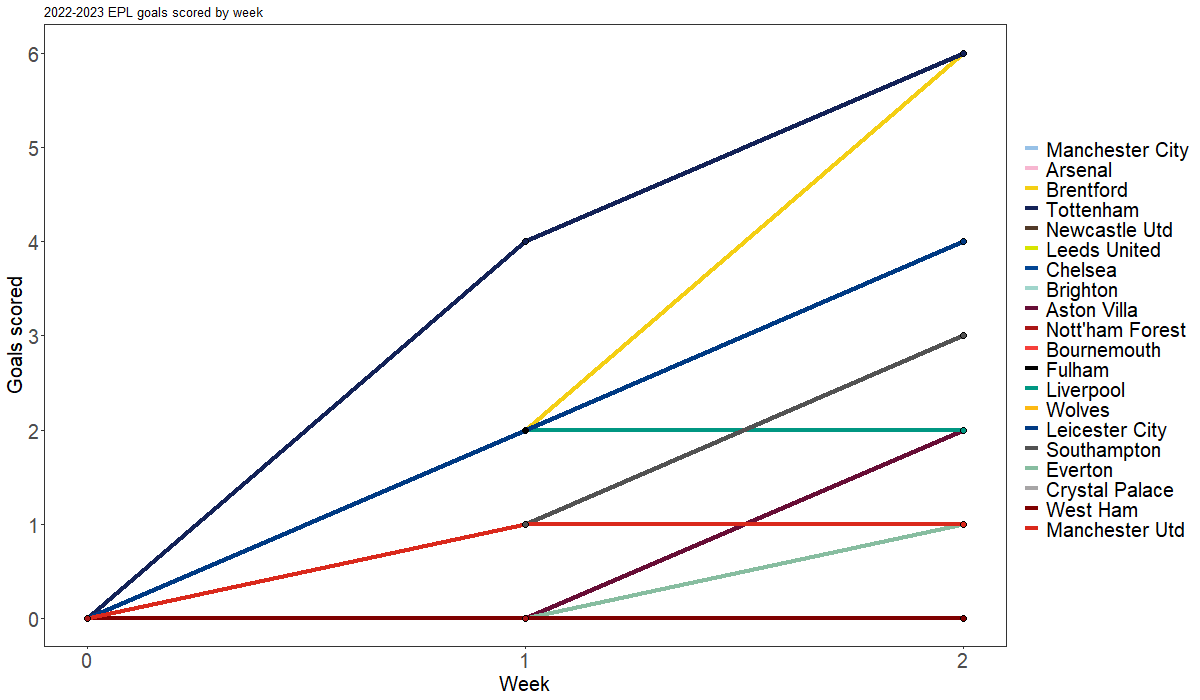 2022-2023 EPL goals scored by week
6
5
4
3
2
1
0
Goals scored
0 1 2
Week
Manchester City
Arsenal
Brentford
Tottenham
Newcastle Utd
Leeds United
Chelsea
Brighton
Aston Villa
Nott'ham Forest
Bournemouth
Fulham
Liverpool
Wolves
Leicester City
Southampton
Everton
Crystal Palace
West Ham
Manchester Utd